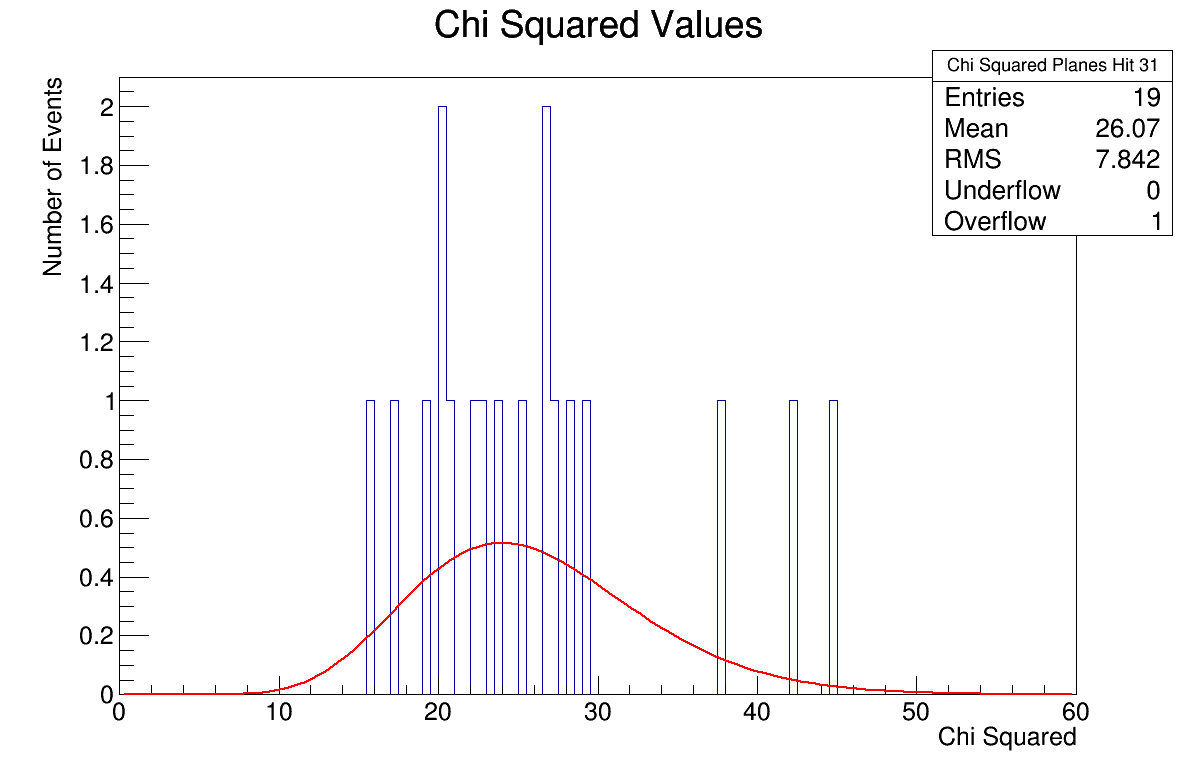 Chi Squared Values
Chi Squared Planes Hit 31
Entries 19
Mean 26.07
RMS 7.842
Underflow 0
Overflow 1
Number of Events
2
1.8
1.6
1.4
1.2
1
0.8
0.6
0.4
0.2
0
0 10 20 30 40 50 60
Chi Squared